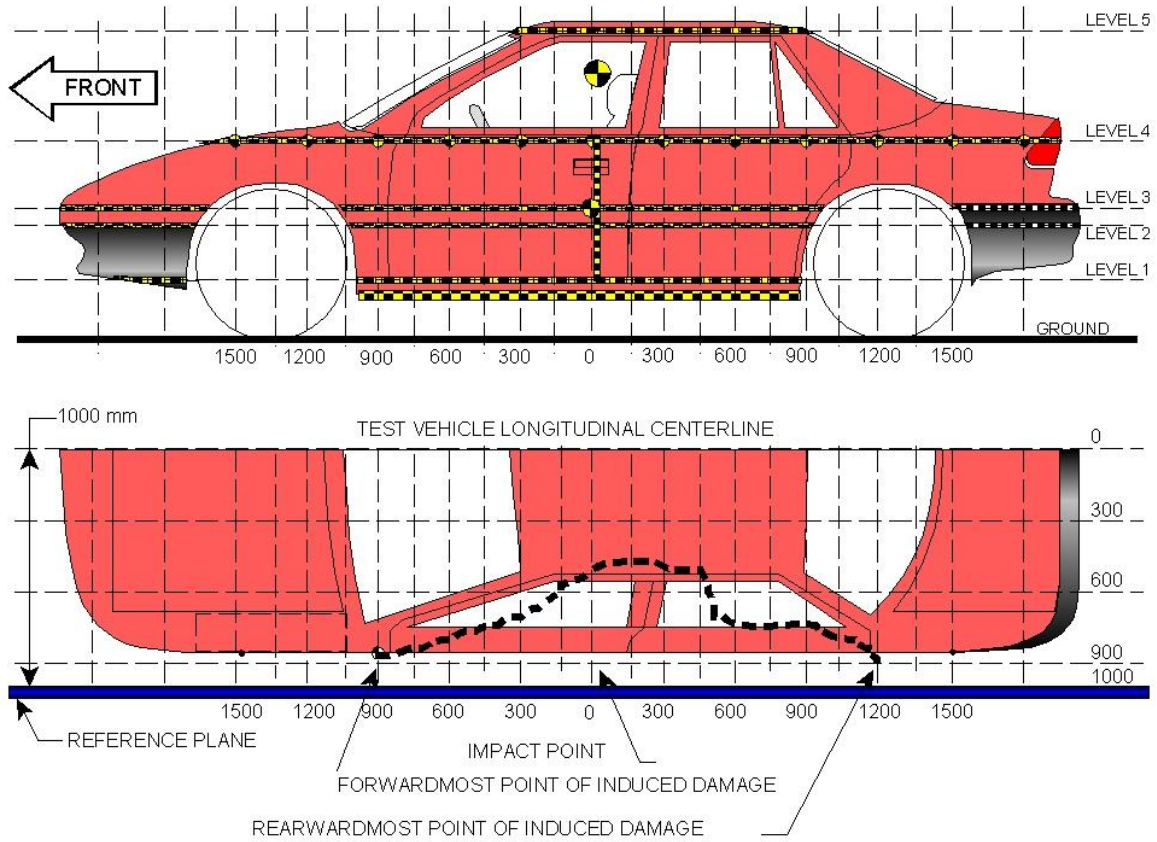 LEVEL 5
FRONT
LEVEL 4
LEVEL 3
LEVEL 2
LEVEL 1
GROUND
1500 1200 900 600 300 0 300 600 900 1200 1500
1000 mm
TEST VEHICLE LONGITUDINAL CENTERLINE
0
300
600
900
1000
1500 1200 900 600 300 0 300 600 900 1200 1500
REFERENCE PLANE
IMPACT POINT
FORWARDMOST POINT OF INDUCED DAMAGE
REARWARDMOST POINT OF INDUCED DAMAGE